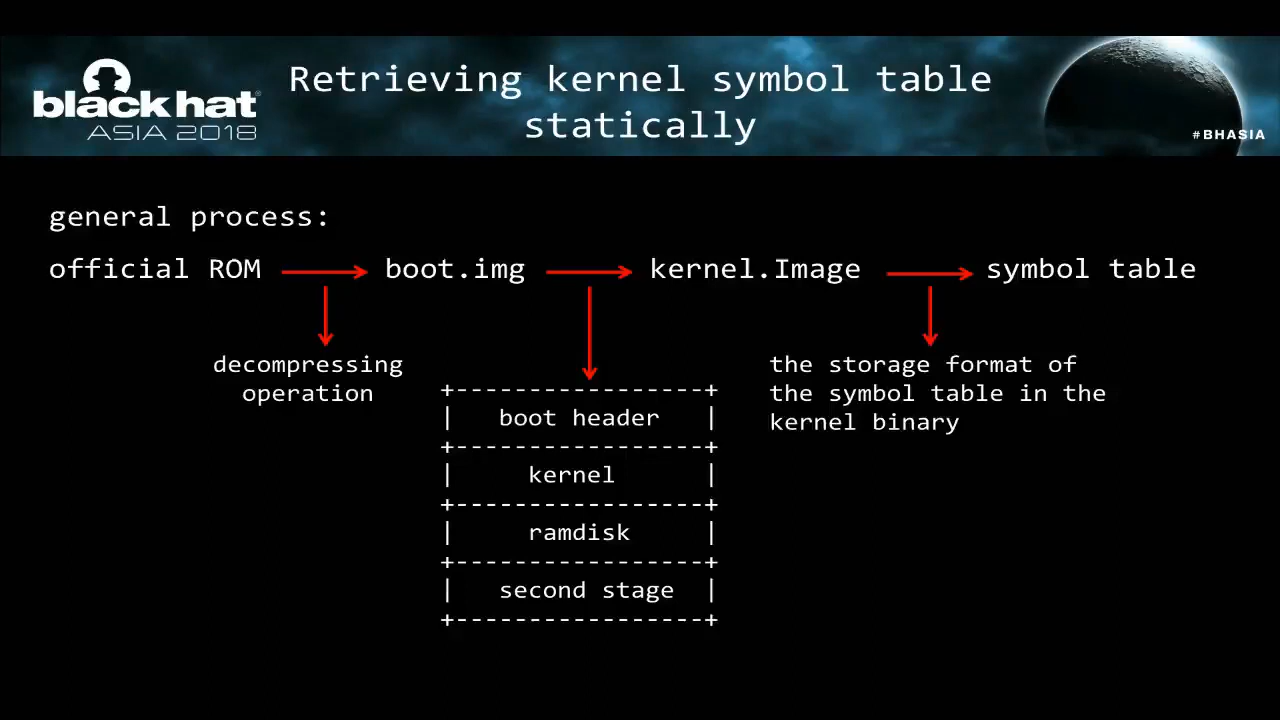 black hat
ASIA 2018
Retrieving kernel symbol table
statically
#BHASIA
general process:
official ROM boot.img kernel.Image symbol table
decompressing
operation
the storage format of
the symbol table in the
kernel binary
+-----------------+
| boot header |
+-----------------+
| kernel |
+-----------------+
| ramdisk |
+-----------------+
| second stage |
+-----------------+